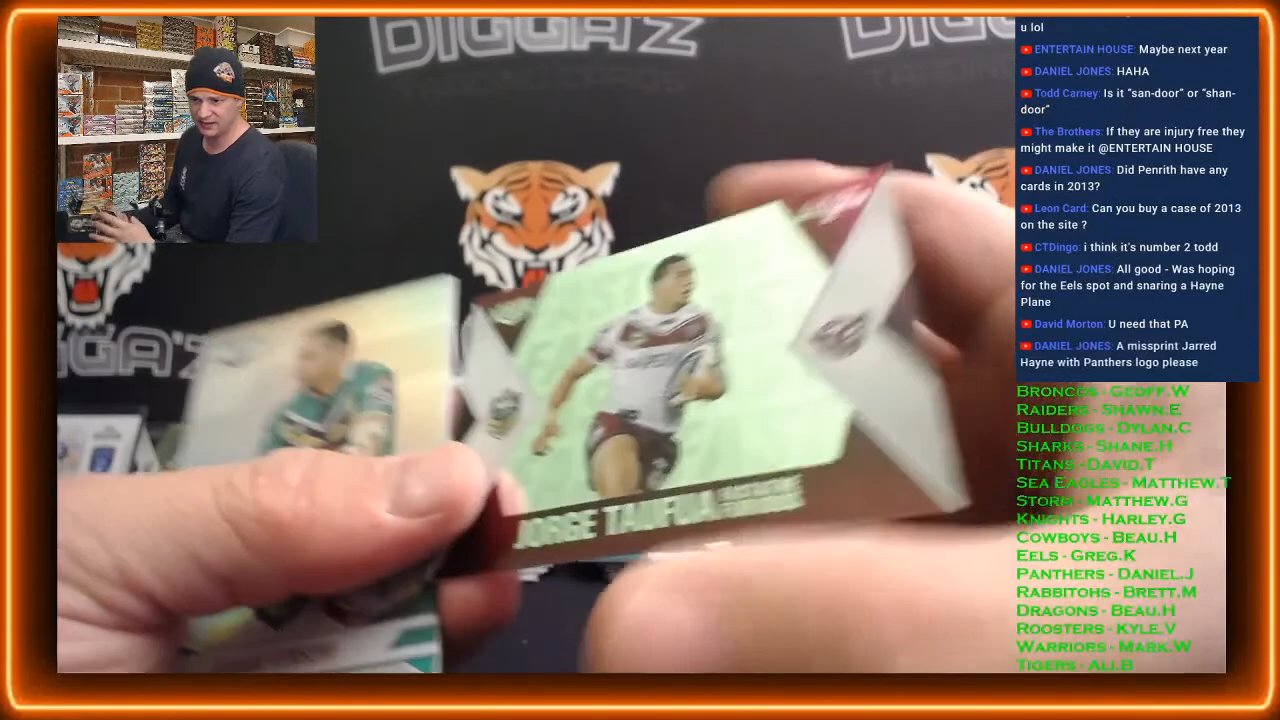 DIGGA'Z
u lol
ENTERTAIN HOUSE: Maybe next year
DANIEL JONES: HAHA
Todd Carney: Is it “san-door” or “shan-
door”
The Brothers: If they are injury free they
might make it @ENTERTAIN HOUSE
DANIEL JONES: Did Penrith have any
cards in 2013?
Leon Card: Can you buy a case of 2013
on the site ?
CTDingo: i think it's number 2 todd
DANIEL JONES: All good - Was hoping
for the Eels spot and snaring a Hayne
Plane
David Morton: U need that PA
DANIEL JONES: A missprint Jarred
Hayne with Panthers logo please
JORGE TAUFUA
BRONCOS - GEOFF.W
RAIDERS - SHAWN.E
BULLDOGS - DYLAN.C
SHARKS - SHANE.H
TITANS - DAVID.T
SEA EAGLES - MATTHEW.T
STORM - MATTHEW.G
KNIGHTS - HARLEY.G
COWBOYS - BEAU.H
EELS - GREG.K
PANTHERS - DANIEL.J
RABBITOHS - BRETT.M
DRAGONS - BEAU.H
ROOSTERS - KYLE.V
WARRIORS - MARK.W
TIGERS - ALI.B